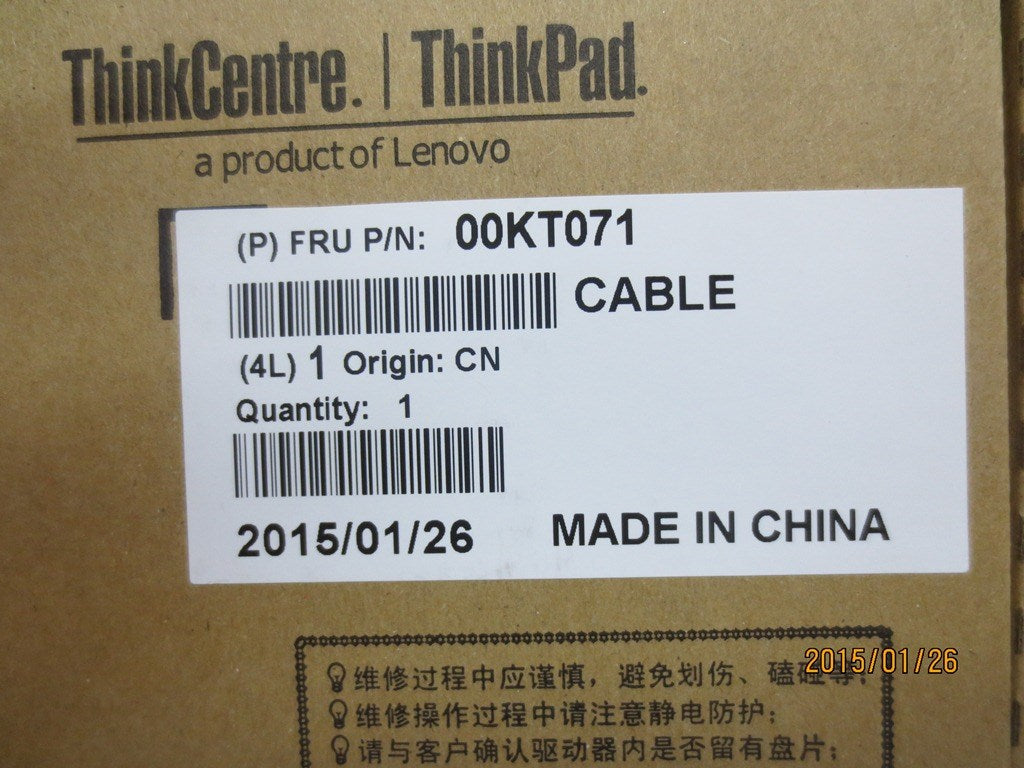 ThinkCentre. | ThinkPad.
a product of Lenovo
(P) FRU P/N: 00KT071
CABLE
(4L) 1 Origin: CN
Quantity: 1
2015/01/26 MADE IN CHINA
维修过程中应谨慎，避免划伤、磕碰等；
2015/01/26
维修操作过程中请注意静电防护；
请与客户确认驱动器内是否留有盘片；